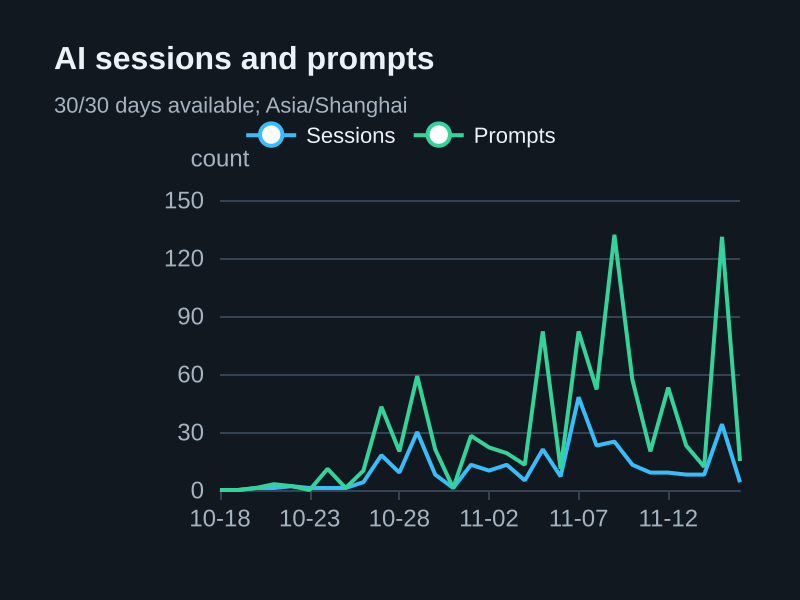 AI sessions and prompts
30/30 days available; Asia/Shanghai
Sessions Prompts
count
150
120
90
60
30
0
10-18 10-23 10-28 11-02 11-07 11-12